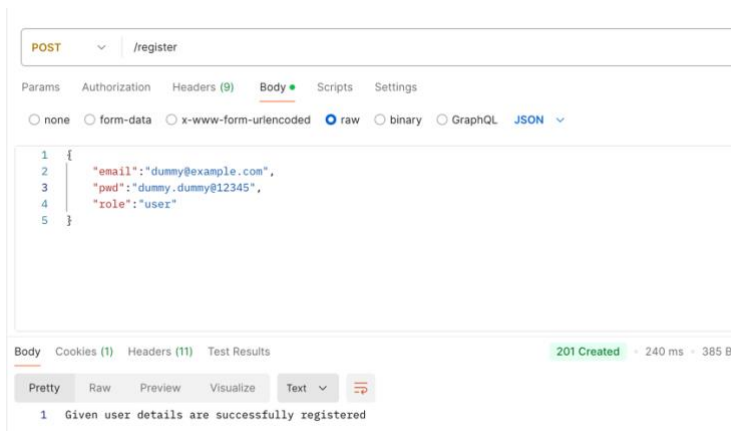 POST /register
Params Authorization Headers (9) Body Scripts Settings
none form-data x-www-form-urlencoded raw binary GraphQL JSON
1 {
2 "email":"dummy@example.com",
3 "pwd":"dummy.dummy@12345",
4 "role":"user"
5 }
Body Cookies (1) Headers (11) Test Results 201 Created 240 ms 385 B
Pretty Raw Preview Visualize Text
1 Given user details are successfully registered